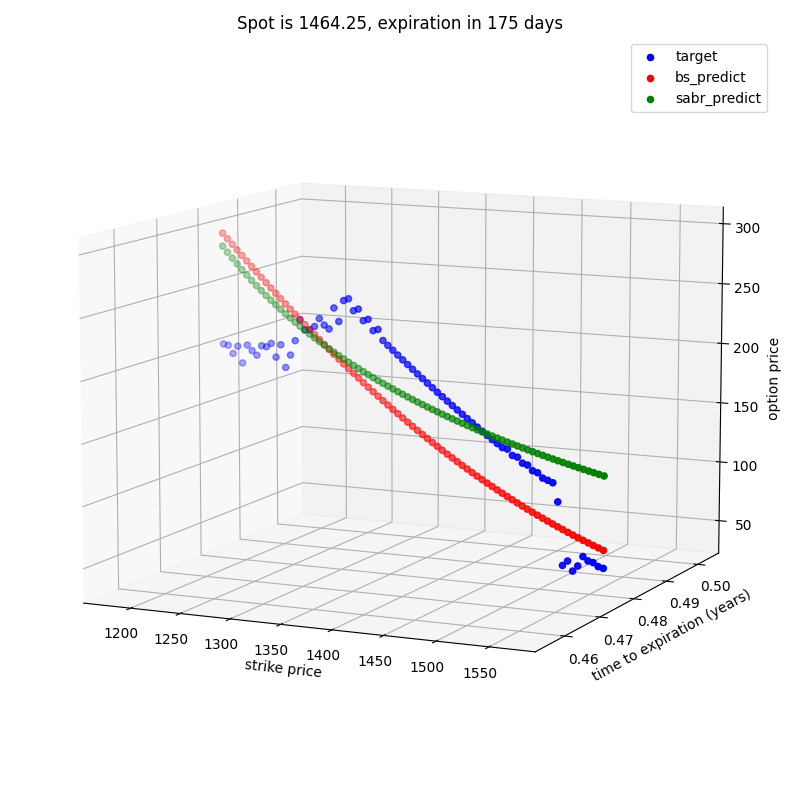 Spot is 1464.25, expiration in 175 days
target
bs_predict
sabr_predict
300
250
200
150
100
50
option price
0.50
0.49
0.48
0.47
0.46
time to expiration (years)
1200
1250
1300
1350
1400
1450
1500
1550
strike price